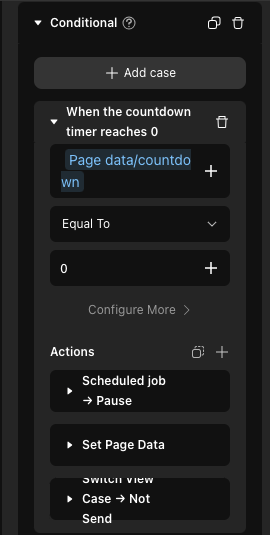 Conditional
+ Add case
When the countdown
timer reaches 0
Page data/countdo
wn
Equal To
0
Configure More
Actions
Scheduled job
→ Pause
Set Page Data
Switch View
Case → Not
Send